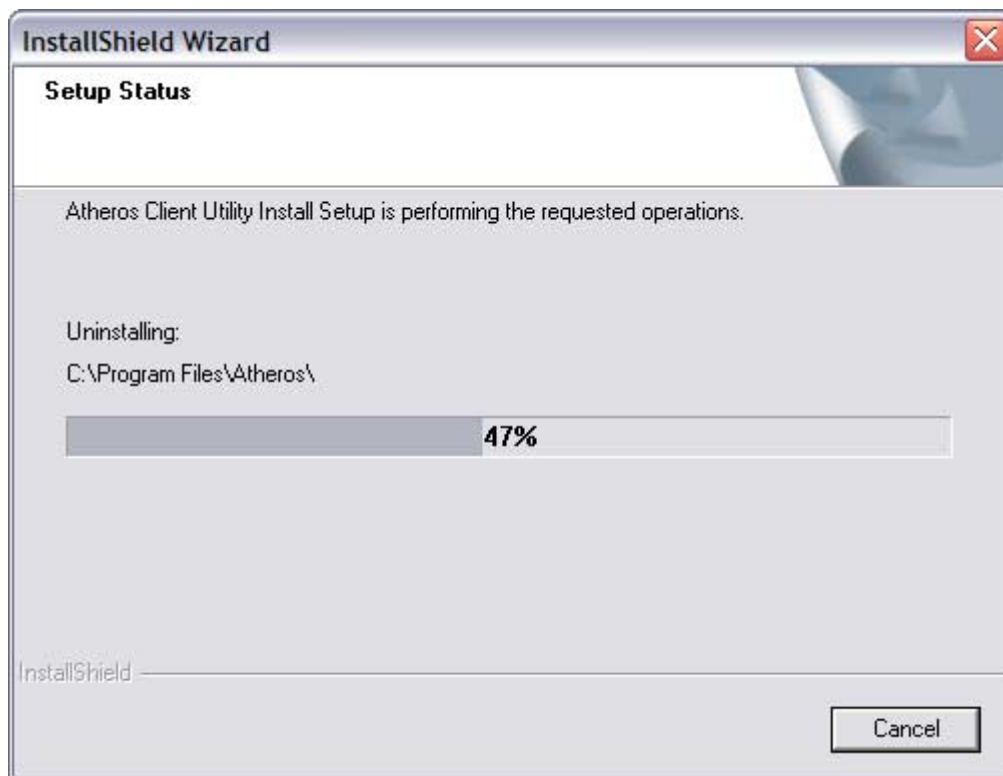 InstallShield Wizard
Setup Status
Atheros Client Utility Install Setup is performing the requested operations.
Uninstalling:
C:\Program Files\Atheros\
47%
InstallShield
Cancel